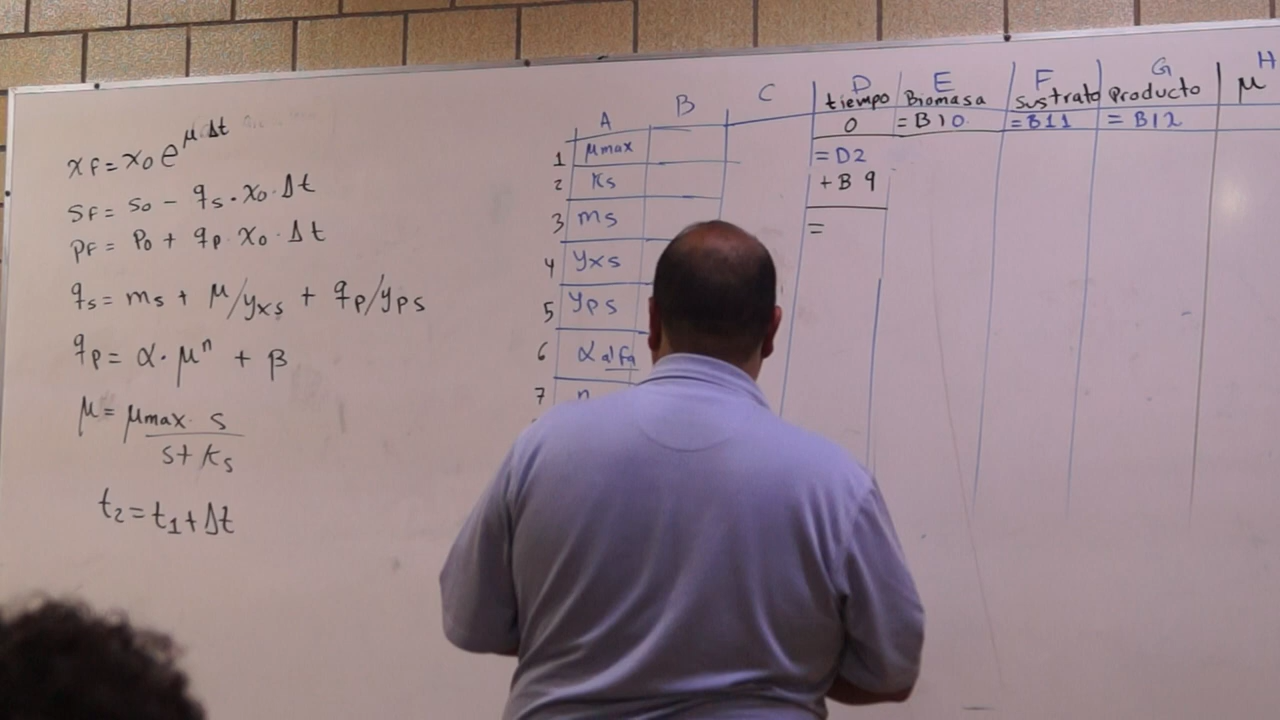 xF = x0 e^μ Δt
SF = S0 - qs · X0 · Δt
PF = P0 + qp · X0 · Δt
qs = ms + μ/yxs + qp/yps
qp = α · μ^n + β
μ = μmax · s
s + Ks
t2 = t1 + Δt
A B C D E F G H
tiempo Biomasa sustrato Producto μ
0 = B10 = B11 = B12
1 μmax
2 Ks
3 ms
4 Yxs
5 YPs
6 α alfa
7 n
= D2
+ B 9
=